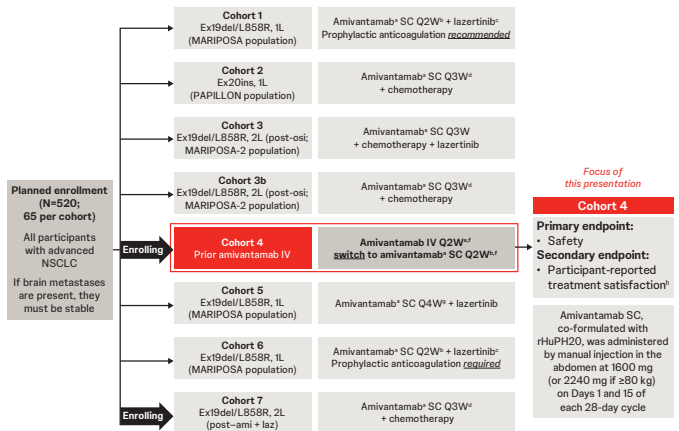 Planned enrollment
(N=520;
65 per cohort)
All participants
with advanced
NSCLC
If brain metastases
are present, they
must be stable
Cohort 1
Ex19del/L858R, 1L
(MARIPOSA population)
Amivantamabᵃ SC Q2Wᵇ + lazertinibᶜ
Prophylactic anticoagulation recommended
Cohort 2
Ex20ins, 1L
(PAPILLON population)
Amivantamabᵃ SC Q3Wᵈ
+ chemotherapy
Cohort 3
Ex19del/L858R, 2L (post-osi;
MARIPOSA-2 population)
Amivantamabᵃ SC Q3W
+ chemotherapy + lazertinib
Cohort 3b
Ex19del/L858R, 2L (post-osi;
MARIPOSA-2 population)
Amivantamabᵃ SC Q3Wᵈ
+ chemotherapy
Enrolling
Cohort 4
Prior amivantamab IV
Amivantamab IV Q2Wᵉ,ᶠ
switch to amivantamabᵃ SC Q2Wᵇ,ᶠ
Cohort 5
Ex19del/L858R, 1L
(MARIPOSA population)
Amivantamabᵃ SC Q4Wᵍ + lazertinib
Cohort 6
Ex19del/L858R, 1L
(MARIPOSA population)
Amivantamabᵃ SC Q2Wᵇ + lazertinibᶜ
Prophylactic anticoagulation required
Enrolling
Cohort 7
Ex19del/L858R, 2L
(post–ami + laz)
Amivantamabᵃ SC Q3Wᵈ
+ chemotherapy
Focus of
this presentation
Cohort 4
Primary endpoint:
• Safety
Secondary endpoint:
• Participant-reported
treatment satisfactionʰ
Amivantamab SC,
co-formulated with
rHuPH20, was administered
by manual injection in the
abdomen at 1600 mg
(or 2240 mg if ≥80 kg)
on Days 1 and 15 of
each 28-day cycle